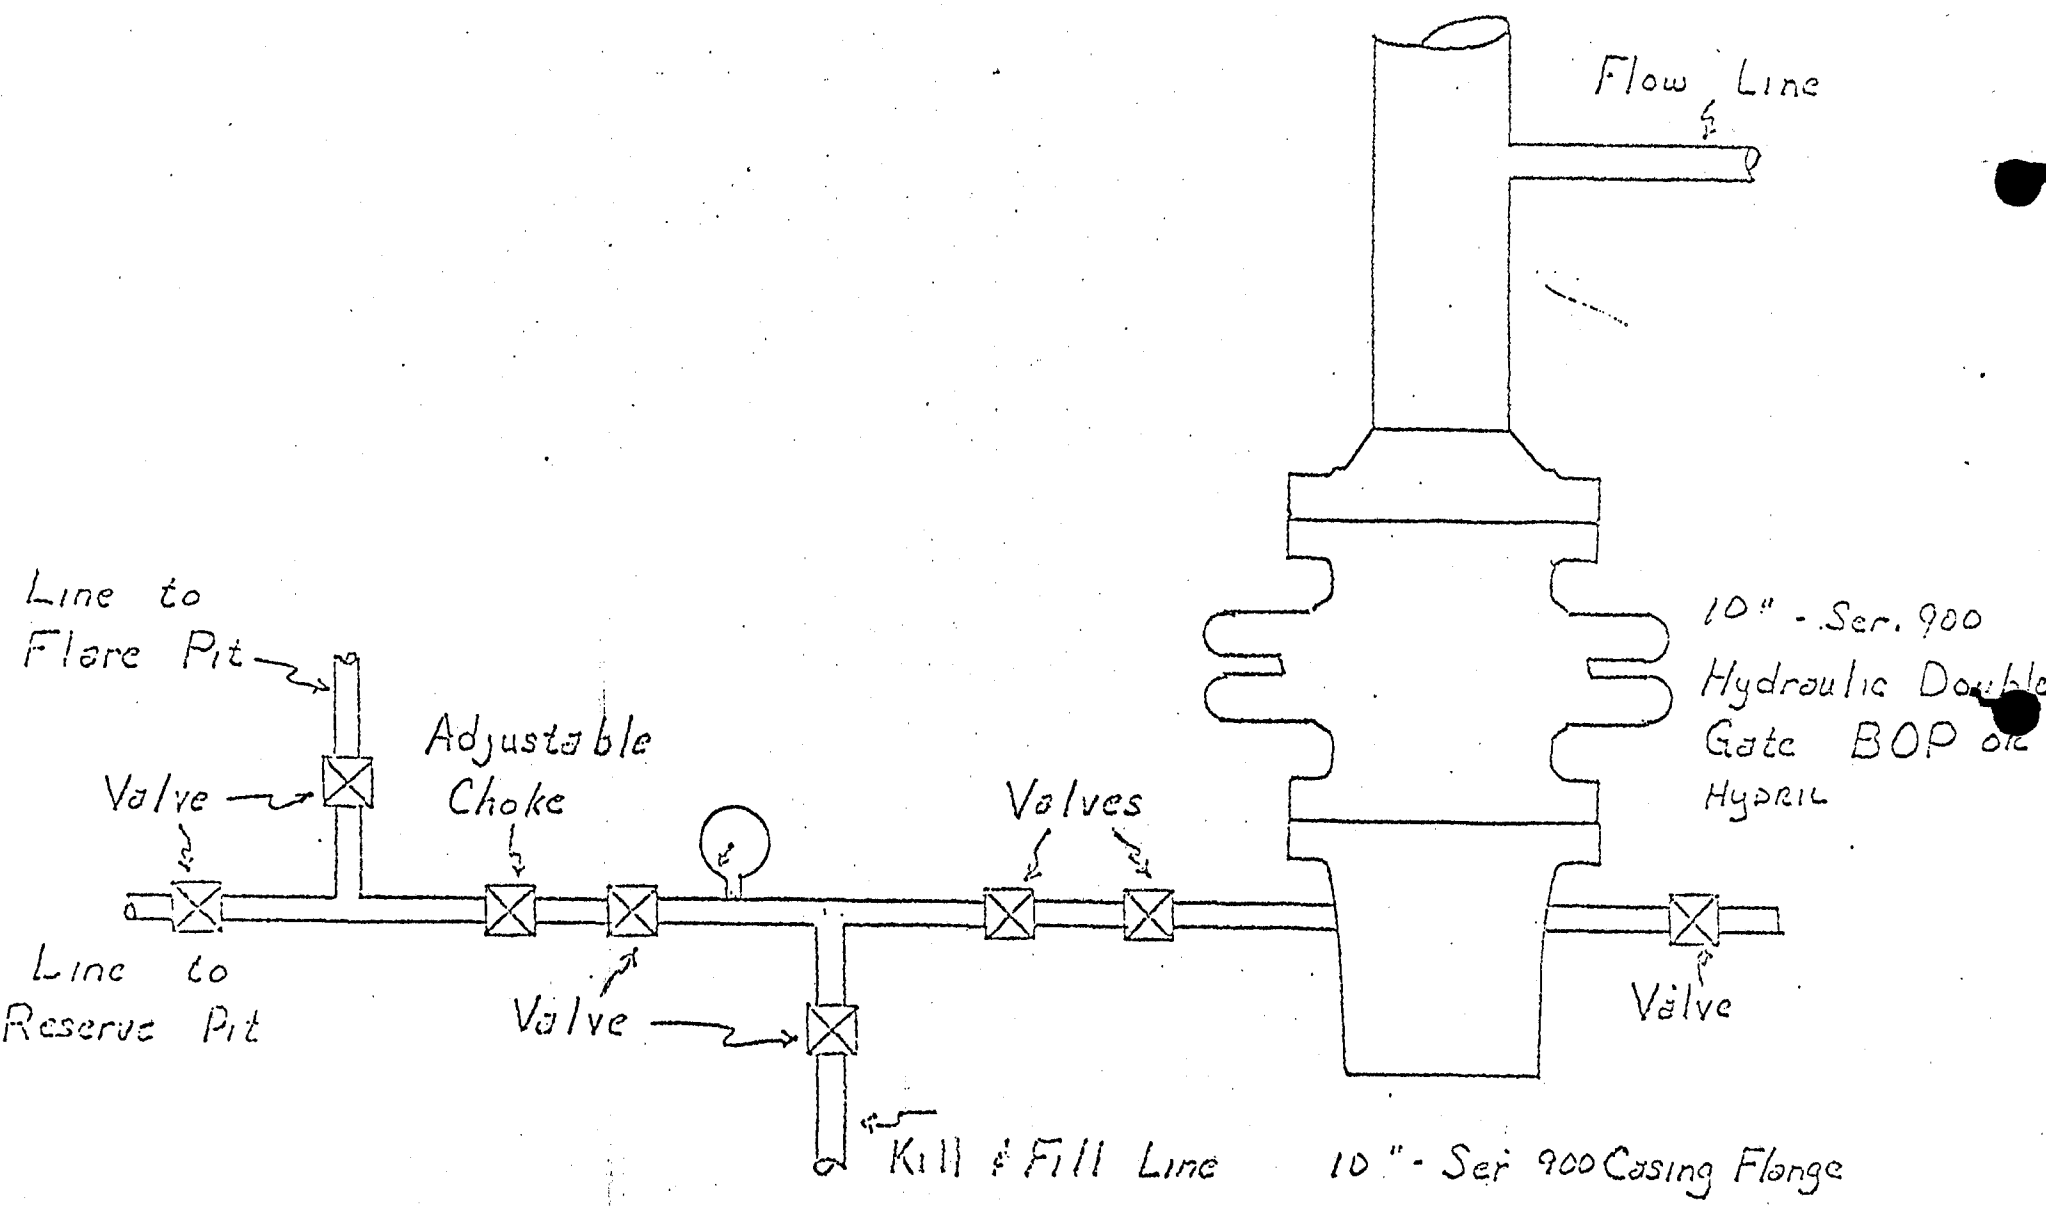 Flow Line
Line to
Flare Pit
10" - Ser. 900
Hydraulic Double
Gate BOP or
HYDRIL
Adjustable
Choke
Valve
Valves
Line to
Reserve Pit
Valve
Valve
Kill & Fill Line
10" - Ser 900 Casing Flange